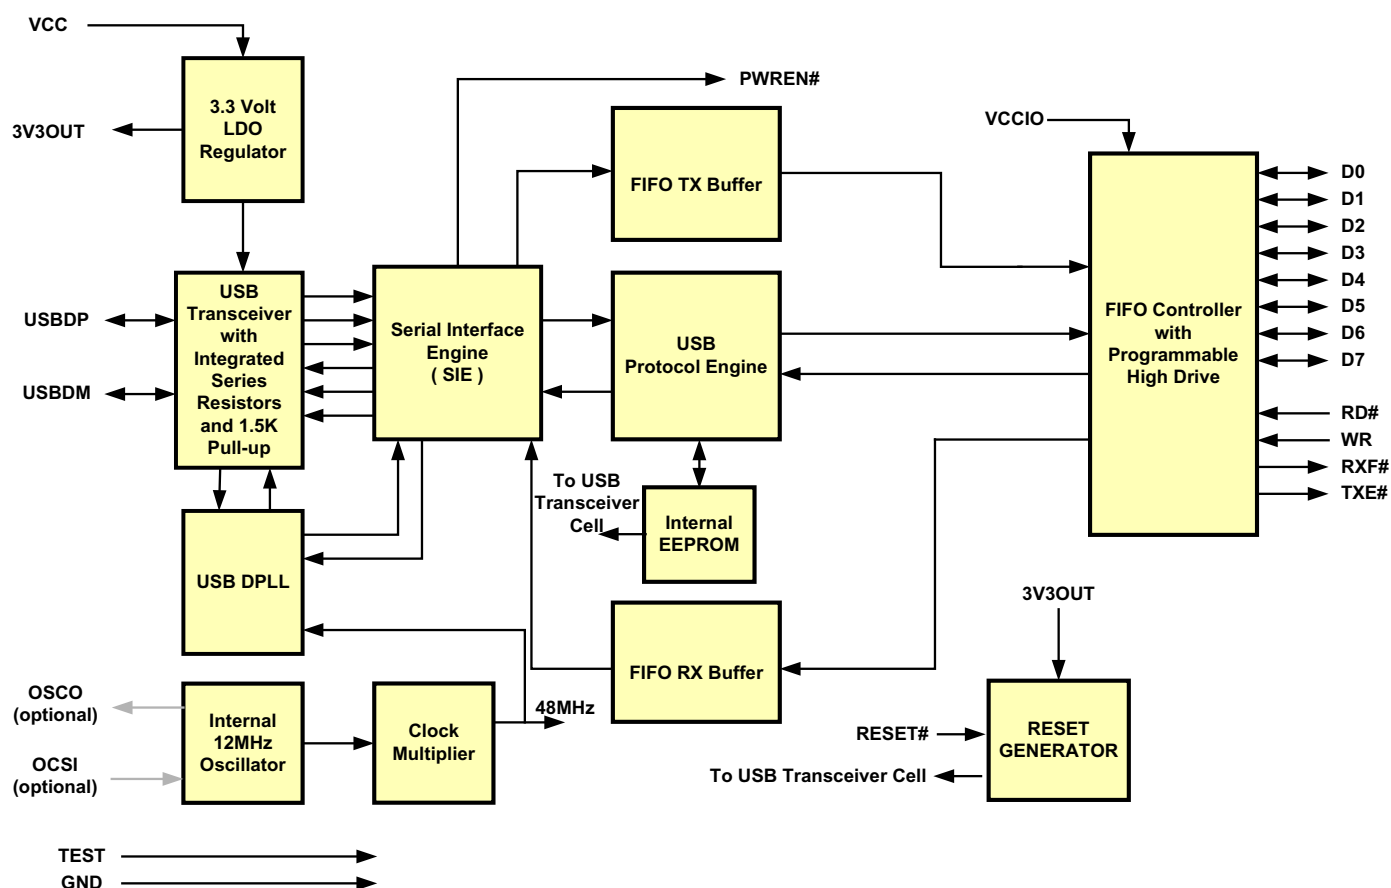 VCC
3.3 Volt
LDO
Regulator
3V3OUT
PWREN#
FIFO TX Buffer
VCCIO
FIFO Controller
with
Programmable
High Drive
D0
D1
D2
D3
D4
D5
D6
D7
RD#
WR
RXF#
TXE#
USBDP
USBDM
USB
Transceiver
with
Integrated
Series
Resistors
and 1.5K
Pull-up
Serial Interface
Engine
( SIE )
USB
Protocol Engine
To USB
Transceiver
Cell
Internal
EEPROM
USB DPLL
FIFO RX Buffer
3V3OUT
OSCO
(optional)
OCSI
(optional)
Internal
12MHz
Oscillator
Clock
Multiplier
48MHz
RESET#
To USB Transceiver Cell
RESET
GENERATOR
TEST
GND